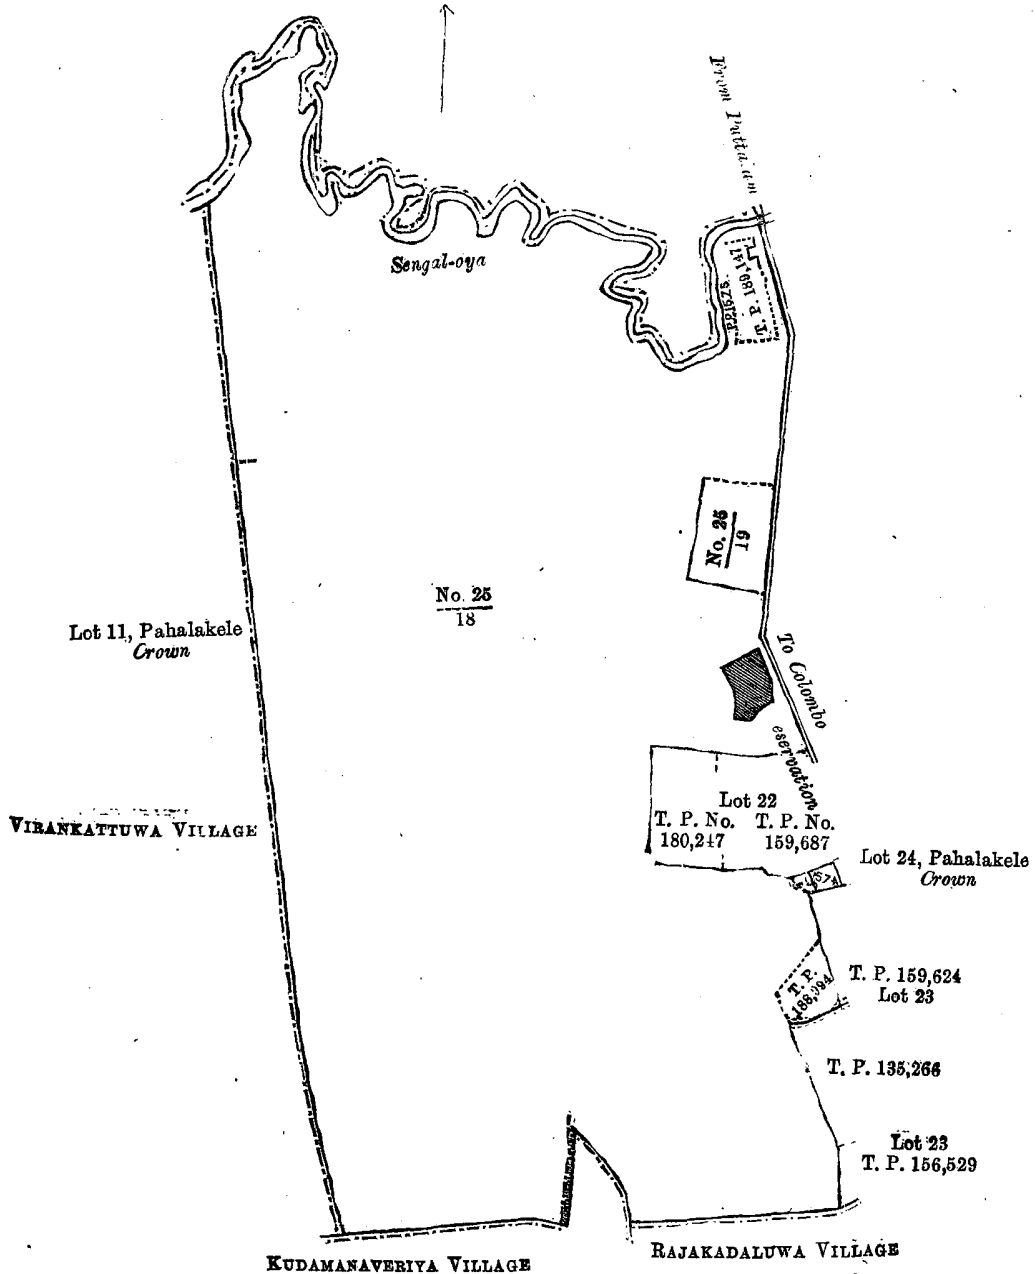 From Puttalam
Sengal-oya
T. P. 189,147
No. 25
19
No. 25
18
Lot 11, Pahalakele
Crown
To Colombo
eservation
Lot 22
T. P. No. T. P. No.
180,247 159,687
VIRANKATTUWA VILLAGE
Lot 24, Pahalakele
Crown
T. P.
188,994
T. P. 159,624
Lot 23
T. P. 135,266
Lot 23
T. P. 156,529
KUDAMANAVERIYA VILLAGE
RAJAKADALUWA VILLAGE